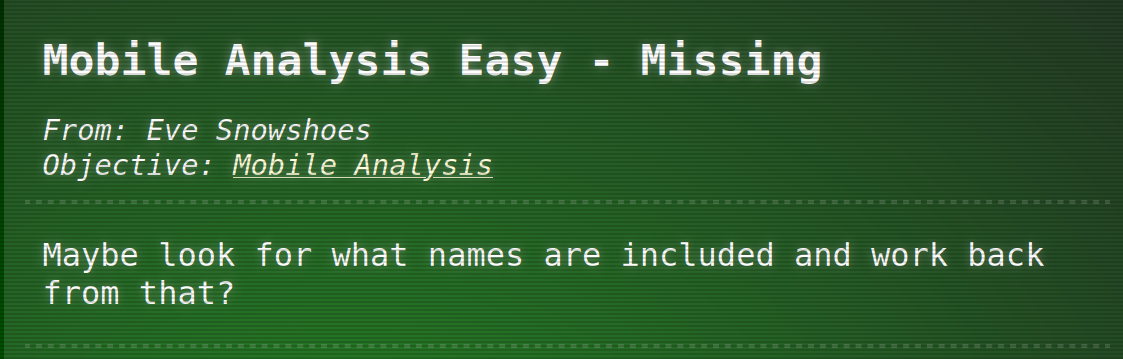 Mobile Analysis Easy - Missing
From: Eve Snowshoes
Objective: Mobile Analysis
Maybe look for what names are included and work back
from that?